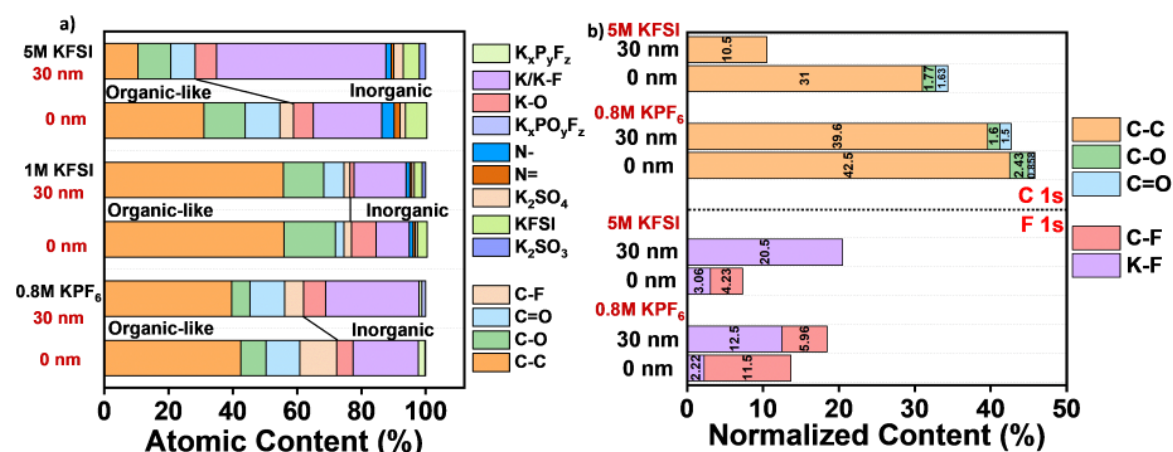 a)
5M KFSI
30 nm
Organic-like
Inorganic
0 nm
1M KFSI
30 nm
Organic-like
Inorganic
0 nm
0.8M KPF₆
30 nm
Organic-like
Inorganic
0 nm
0 20 40 60 80 100
Atomic Content (%)
KₓPᵧF𝓏
K/K-F
K-O
KₓPOᵧF𝓏
N-
N=
K₂SO₄
KFSI
K₂SO₃
C-F
C=O
C-O
C-C
b)
5M KFSI
30 nm
10.5
0 nm
31 1.77 1.63
0.8M KPF₆
30 nm
39.6 1.6 1.5
0 nm
42.5 2.43 0.858
C 1s
F 1s
5M KFSI
30 nm
20.5
0 nm
3.06 4.23
0.8M KPF₆
30 nm
12.5 5.96
0 nm
2.22 11.5
0 10 20 30 40 50
Normalized Content (%)
C-C
C-O
C=O
C-F
K-F